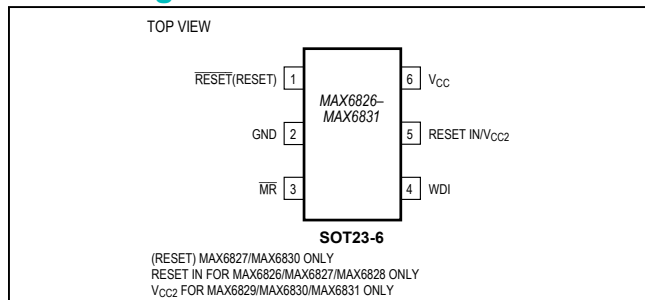 TOP VIEW
RESET(RESET) 1
6 VCC
MAX6826–
MAX6831
GND 2
5 RESET IN/VCC2
MR 3
4 WDI
SOT23-6
(RESET) MAX6827/MAX6830 ONLY
RESET IN FOR MAX6826/MAX6827/MAX6828 ONLY
VCC2 FOR MAX6829/MAX6830/MAX6831 ONLY